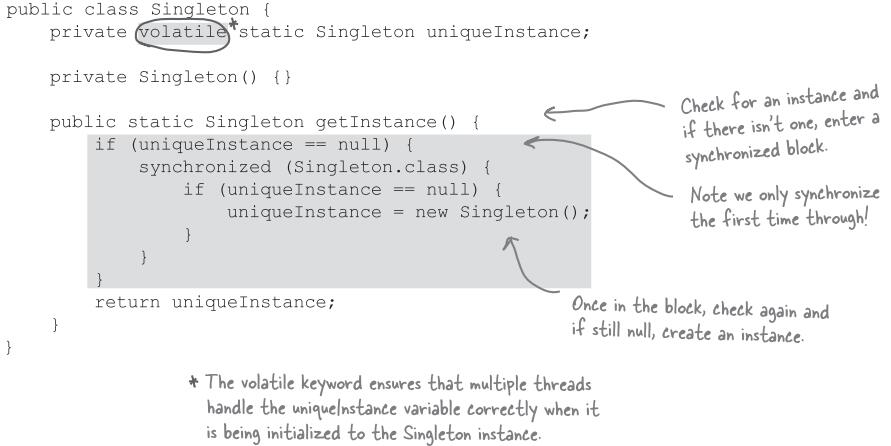 public class Singleton {
    private volatile* static Singleton uniqueInstance;
    private Singleton() {}
    public static Singleton getInstance() {
        if (uniqueInstance == null) {
            synchronized (Singleton.class) {
                if (uniqueInstance == null) {
                    uniqueInstance = new Singleton();
                }
            }
        }
        return uniqueInstance;
    }
}
Check for an instance and
if there isn't one, enter a
synchronized block.
Note we only synchronize
the first time through!
Once in the block, check again and
if still null, create an instance.
* The volatile keyword ensures that multiple threads
handle the uniqueInstance variable correctly when it
is being initialized to the Singleton instance.